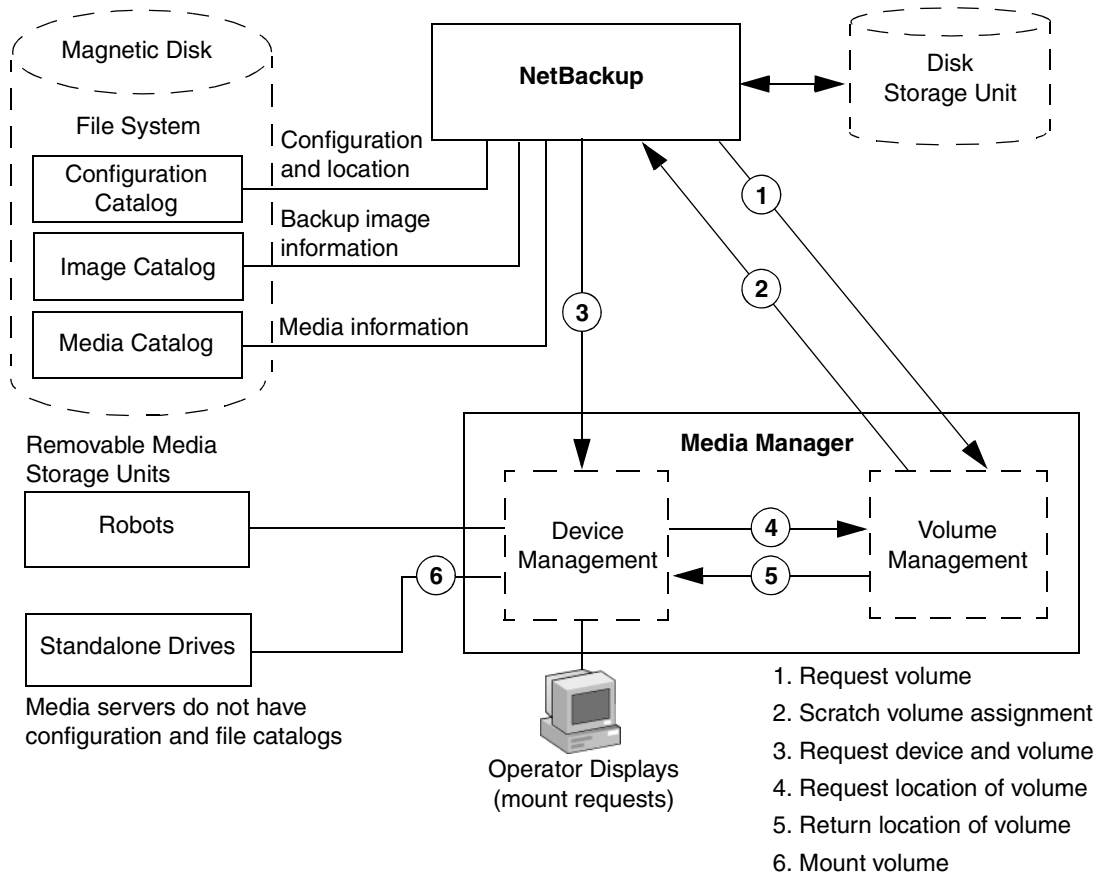 Magnetic Disk
File System
Configuration
Catalog
Image Catalog
Media Catalog
Configuration
and location
Backup image
information
Media information
NetBackup
Disk
Storage Unit
1
2
3
Removable Media
Storage Units
Robots
Standalone Drives
Media servers do not have
configuration and file catalogs
Media Manager
Device
Management
4
5
6
Volume
Management
Operator Displays
(mount requests)
1. Request volume
2. Scratch volume assignment
3. Request device and volume
4. Request location of volume
5. Return location of volume
6. Mount volume